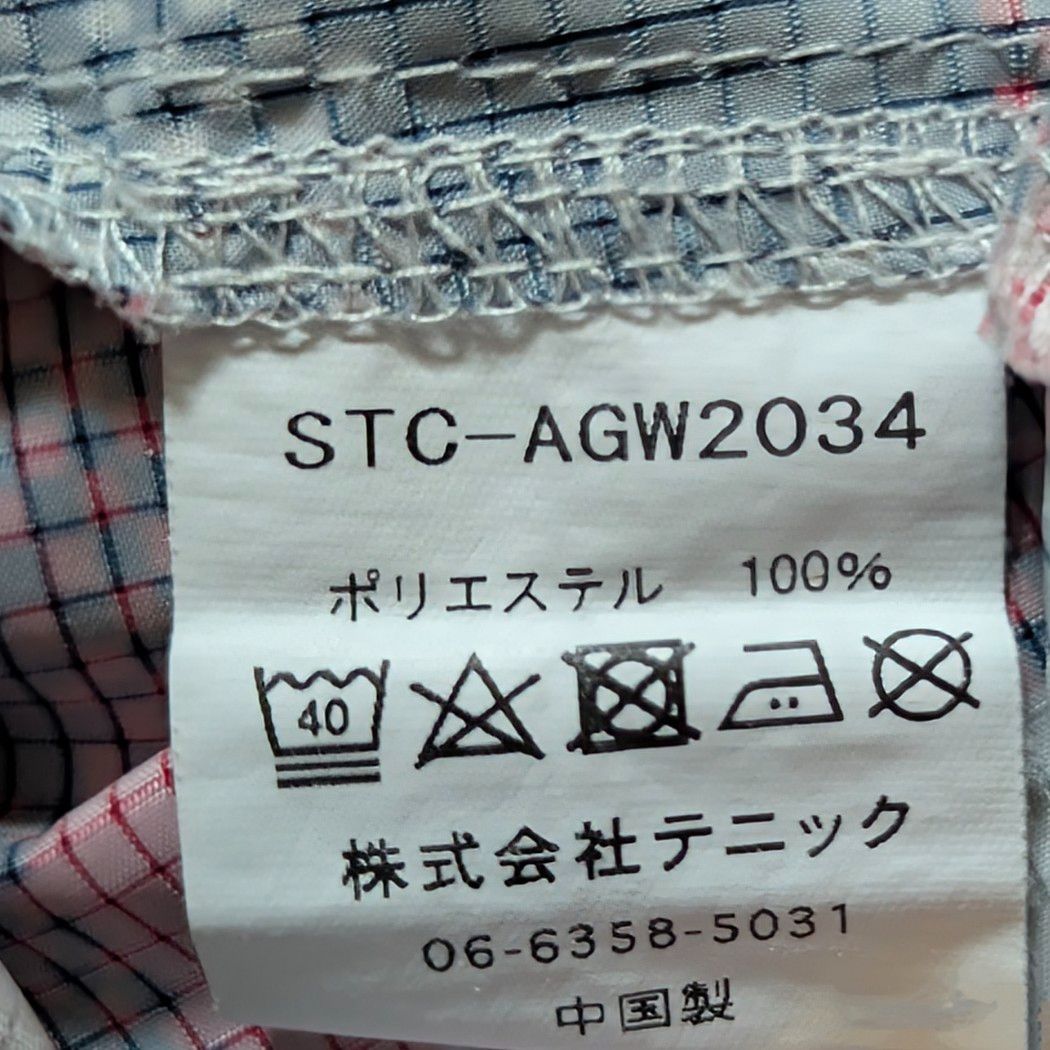 STC-AGW2034
ポリエステル 100%
40
株式会社テニック
06-6358-5031
中国製